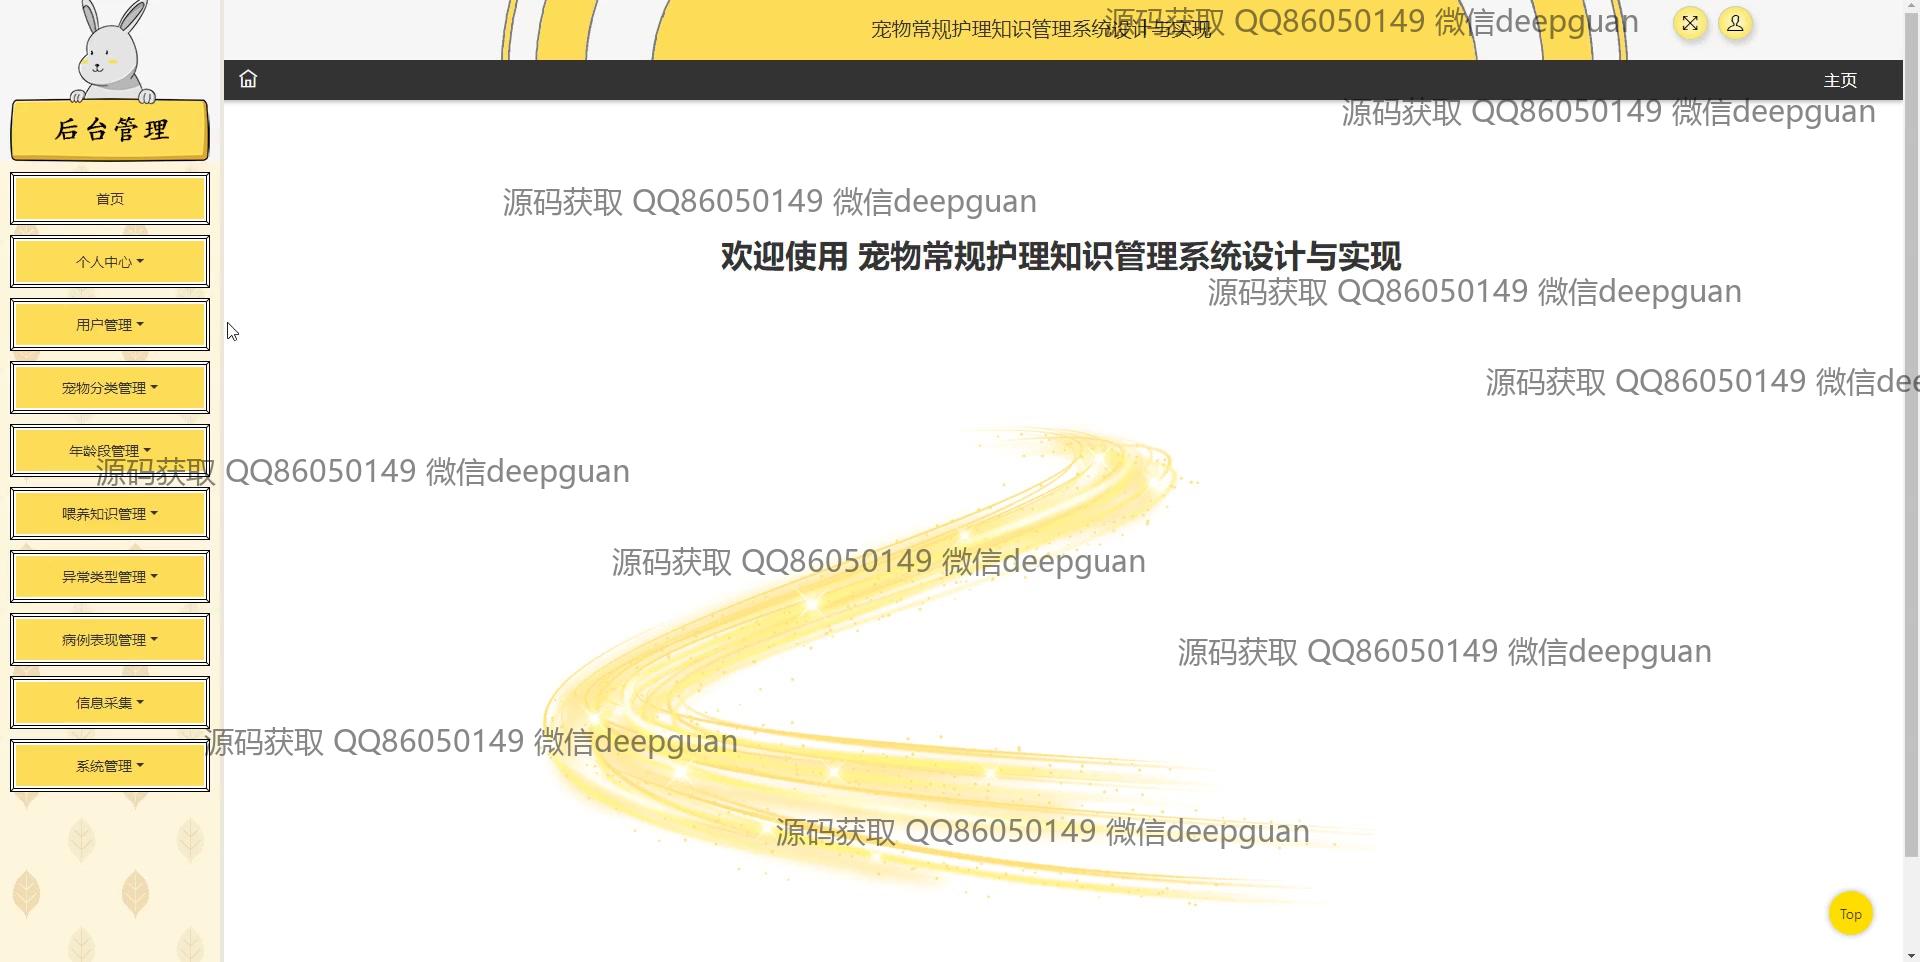 宠物常规护理知识管理系统设计与实现
源码获取 QQ86050149 微信deepguan
主页
源码获取 QQ86050149 微信deepguan
后台管理
首页
源码获取 QQ86050149 微信deepguan
欢迎使用 宠物常规护理知识管理系统设计与实现
个人中心
源码获取 QQ86050149 微信deepguan
用户管理
宠物分类管理
源码获取 QQ86050149 微信dee
年龄段管理
源码获取 QQ86050149 微信deepguan
喂养知识管理
源码获取 QQ86050149 微信deepguan
异常类型管理
病例表现管理
源码获取 QQ86050149 微信deepguan
信息采集
源码获取 QQ86050149 微信deepguan
系统管理
源码获取 QQ86050149 微信deepguan
Top